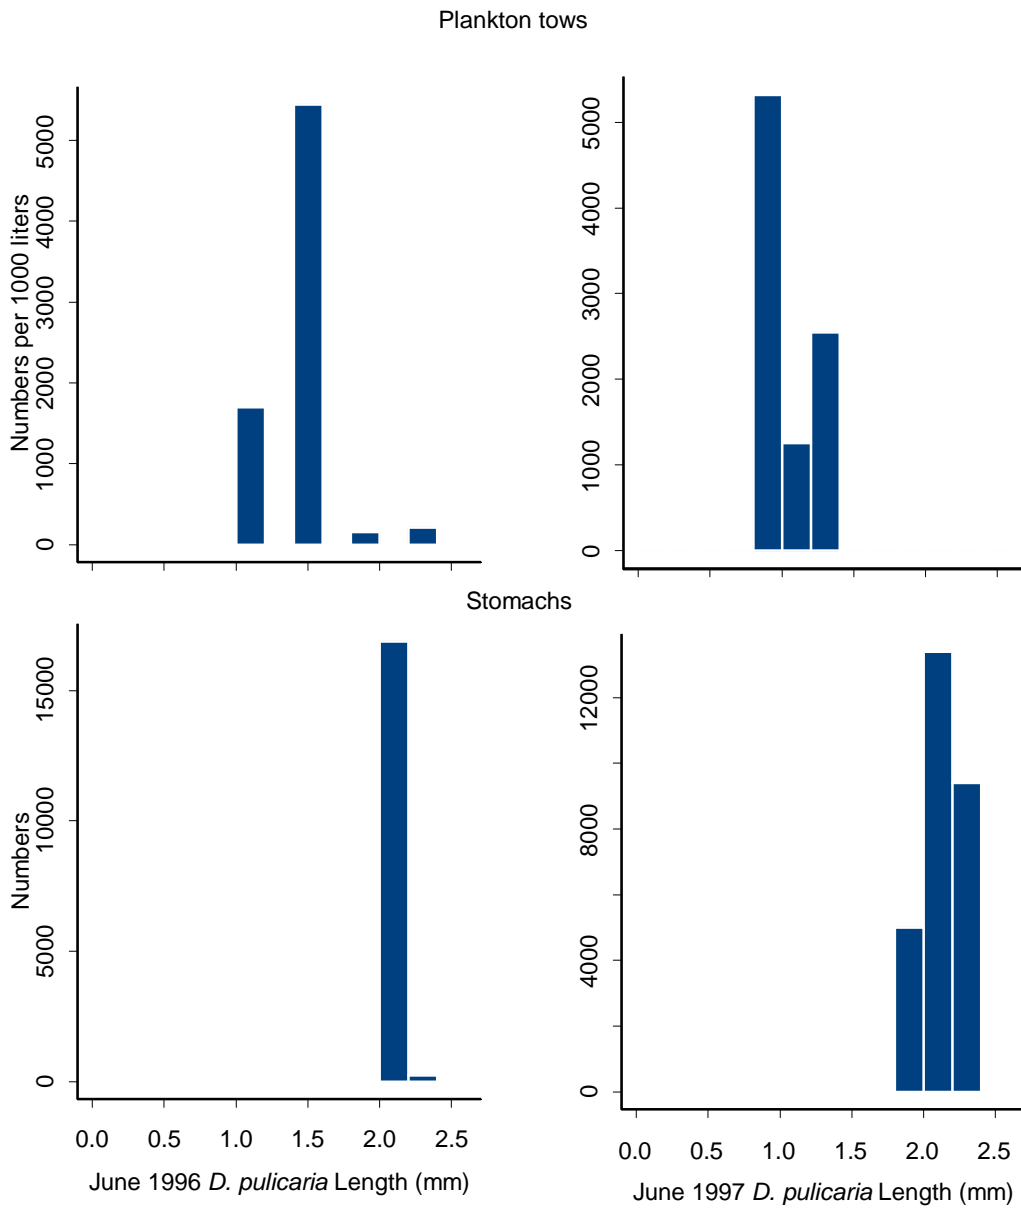 Plankton tows
Numbers per 1000 liters
5000
4000
3000
2000
1000
0
5000
4000
3000
2000
1000
0
Stomachs
Numbers
15000
10000
5000
0
12000
8000
4000
0
0.0 0.5 1.0 1.5 2.0 2.5
June 1996 D. pulicaria Length (mm)
0.0 0.5 1.0 1.5 2.0 2.5
June 1997 D. pulicaria Length (mm)